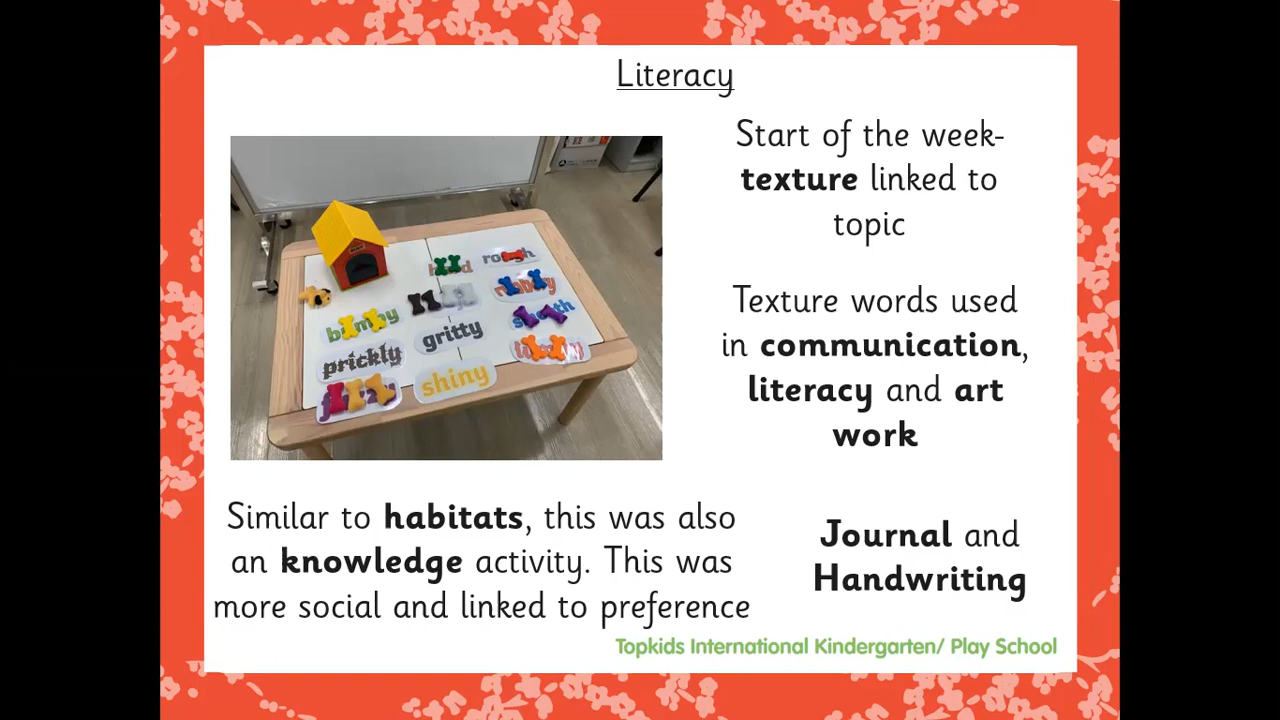 Literacy
Start of the week-
texture linked to
topic
Texture words used
in communication,
literacy and art
work
rough
bumpy
smooth
gritty
prickly
shiny
Similar to habitats, this was also
an knowledge activity. This was
more social and linked to preference
Journal and
Handwriting
Topkids International Kindergarten/ Play School